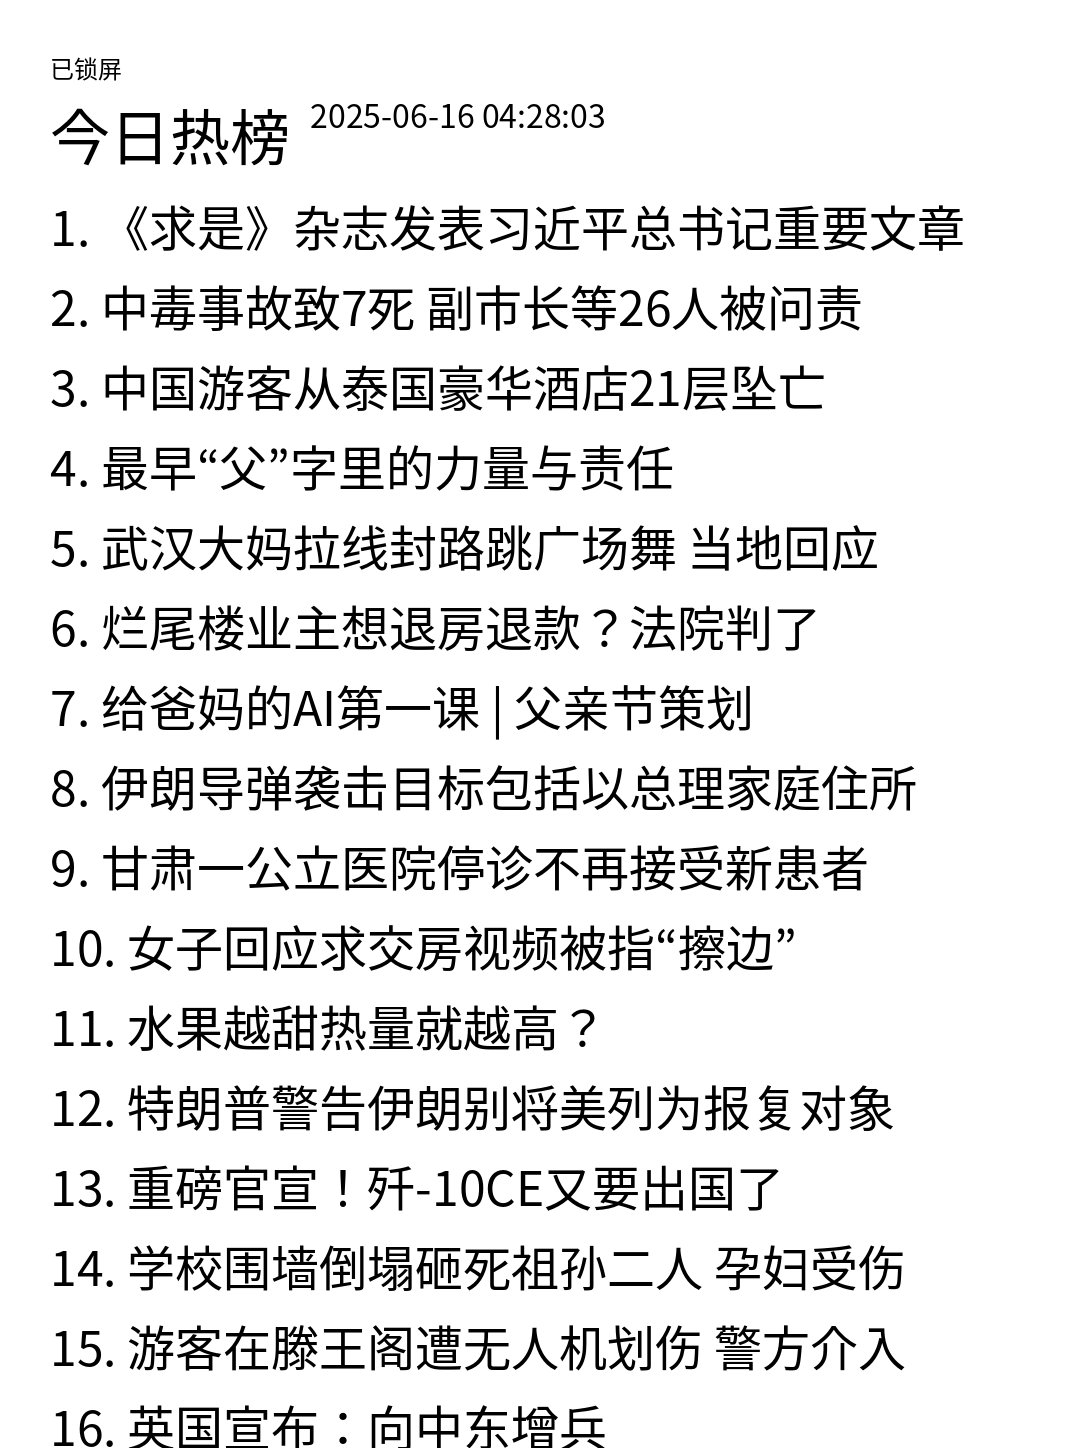 已锁屏
今日热榜 2025-06-16 04:28:03
1. 《求是》杂志发表习近平总书记重要文章
2. 中毒事故致7死 副市长等26人被问责
3. 中国游客从泰国豪华酒店21层坠亡
4. 最早“父”字里的力量与责任
5. 武汉大妈拉线封路跳广场舞 当地回应
6. 烂尾楼业主想退房退款？法院判了
7. 给爸妈的AI第一课 | 父亲节策划
8. 伊朗导弹袭击目标包括以总理家庭住所
9. 甘肃一公立医院停诊不再接受新患者
10. 女子回应求交房视频被指“擦边”
11. 水果越甜热量就越高？
12. 特朗普警告伊朗别将美列为报复对象
13. 重磅官宣！歼-10CE又要出国了
14. 学校围墙倒塌砸死祖孙二人 孕妇受伤
15. 游客在滕王阁遭无人机划伤 警方介入
16. 英国宣布：向中东增兵